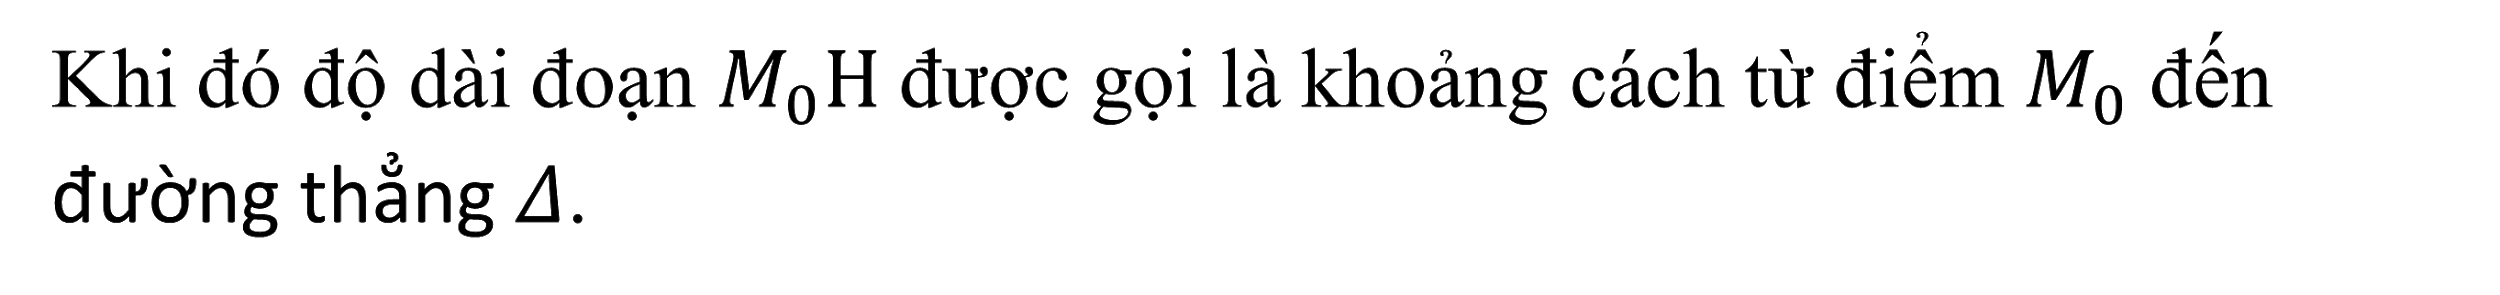 Khi đó độ dài đoạn M₀H được gọi là khoảng cách từ điểm M₀ đến
đường thẳng Δ.